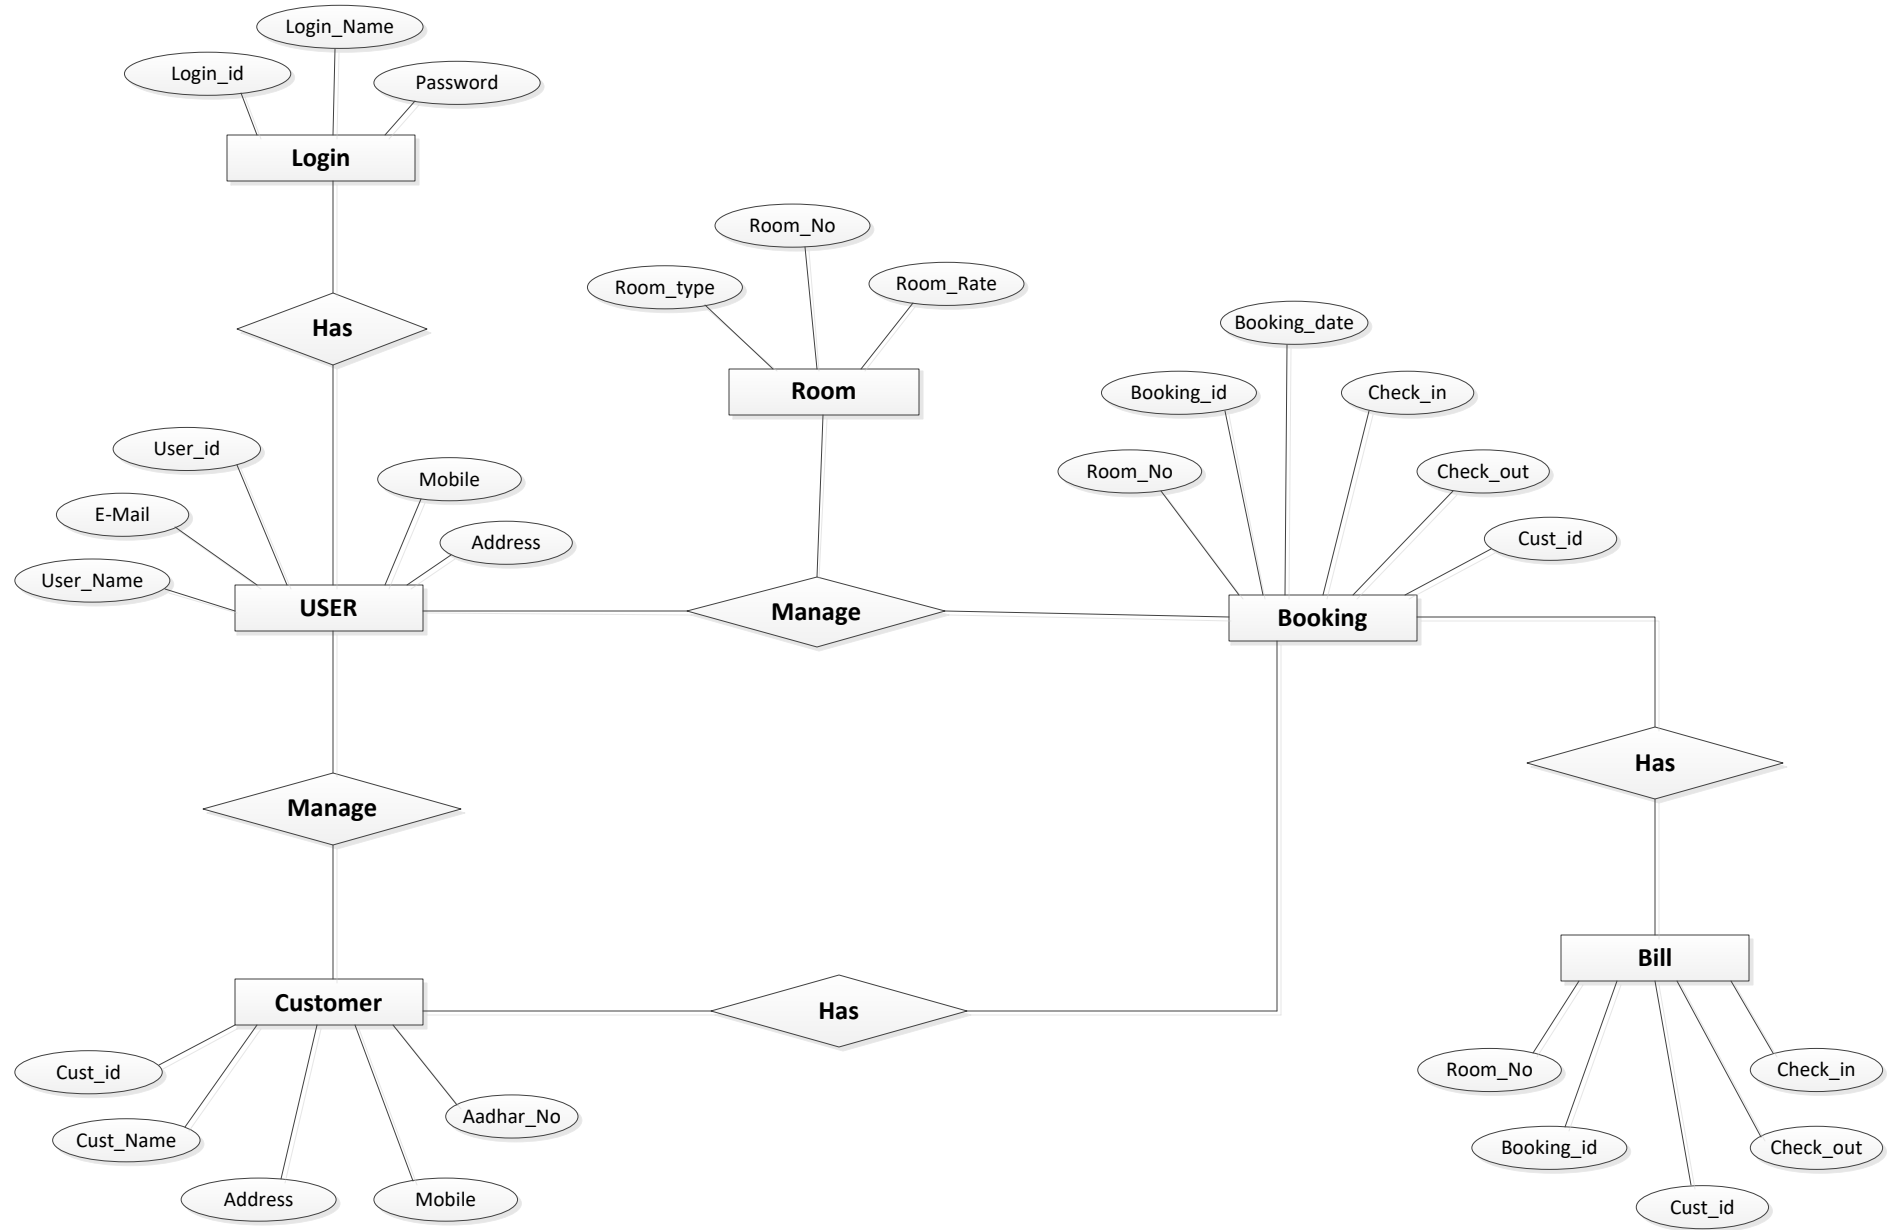 Login_Name
Login_id
Password
Login
Has
Room_No
Room_type
Room_Rate
Room
Booking_date
Booking_id
Check_in
Room_No
Check_out
Cust_id
User_id
Mobile
E-Mail
Address
User_Name
USER
Manage
Booking
Manage
Has
Customer
Has
Bill
Cust_id
Cust_Name
Address
Mobile
Aadhar_No
Room_No
Booking_id
Cust_id
Check_out
Check_in